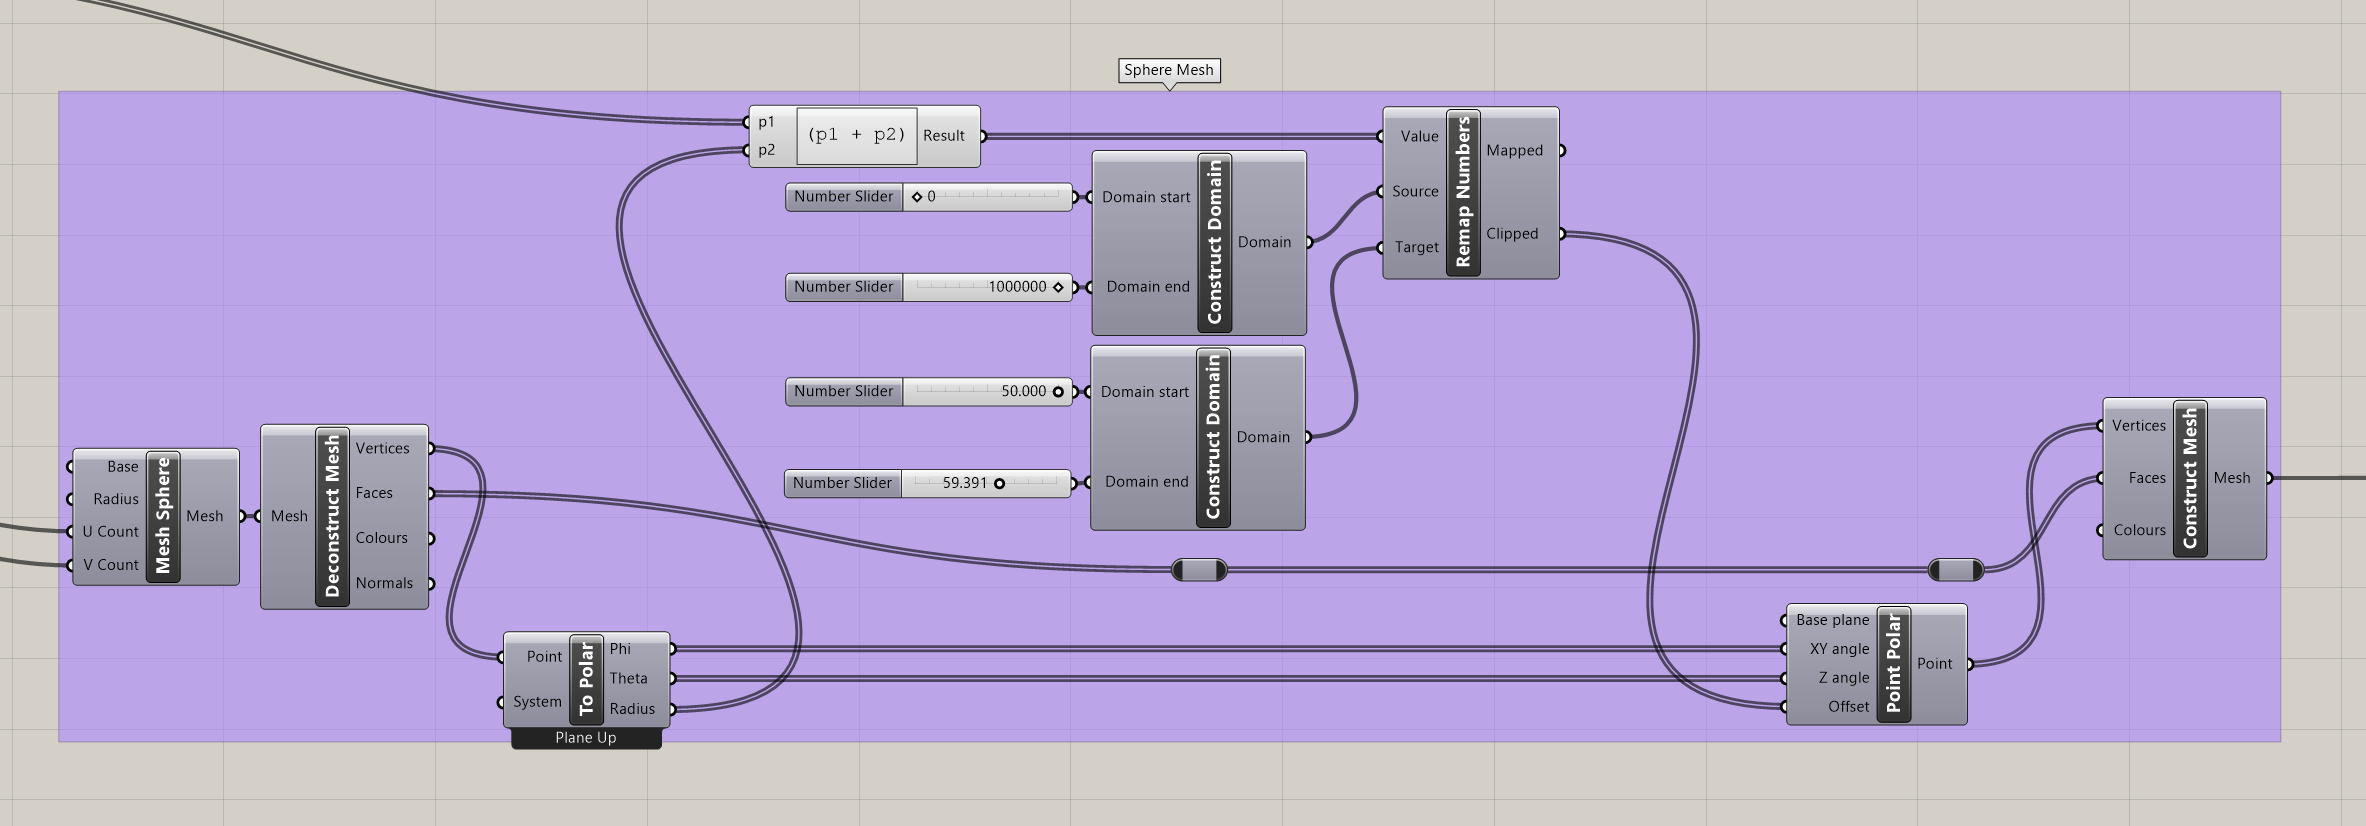 Sphere Mesh
p1
p2
(p1 + p2)
Result
Number Slider
0
Number Slider
1000000
Domain start
Domain end
Construct Domain
Domain
Number Slider
50.000
Number Slider
59.391
Domain start
Domain end
Construct Domain
Domain
Value
Source
Target
Remap Numbers
Mapped
Clipped
Base
Radius
U Count
V Count
Mesh Sphere
Mesh
Mesh
Deconstruct Mesh
Vertices
Faces
Colours
Normals
Point
System
To Polar
Phi
Theta
Radius
Plane Up
Base plane
XY angle
Z angle
Offset
Point Polar
Point
Vertices
Faces
Colours
Construct Mesh
Mesh